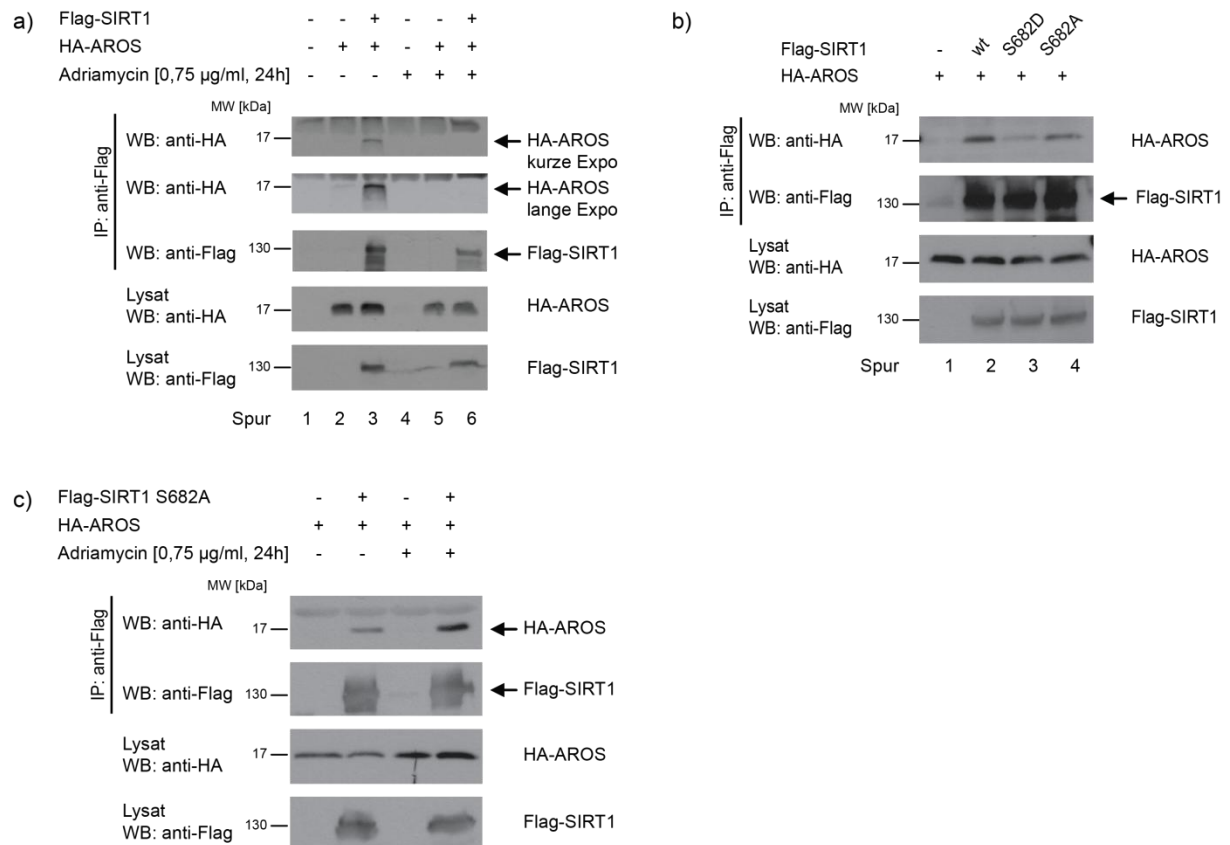 a)
Flag-SIRT1 - - + - - +
HA-AROS - + + - + +
Adriamycin [0,75 µg/ml, 24h] - - - + + +
MW [kDa]
IP: anti-Flag
WB: anti-HA 17 HA-AROS
kurze Expo
WB: anti-HA 17 HA-AROS
lange Expo
WB: anti-Flag 130 Flag-SIRT1
Lysat
WB: anti-HA 17 HA-AROS
Lysat
WB: anti-Flag 130 Flag-SIRT1
Spur 1 2 3 4 5 6
b)
Flag-SIRT1 - wt S682D S682A
HA-AROS + + + +
MW [kDa]
IP: anti-Flag
WB: anti-HA 17 HA-AROS
WB: anti-Flag 130 Flag-SIRT1
Lysat
WB: anti-HA 17 HA-AROS
Lysat
WB: anti-Flag 130 Flag-SIRT1
Spur 1 2 3 4
c)
Flag-SIRT1 S682A - + - +
HA-AROS + + + +
Adriamycin [0,75 µg/ml, 24h] - - + +
MW [kDa]
IP: anti-Flag
WB: anti-HA 17 HA-AROS
WB: anti-Flag 130 Flag-SIRT1
Lysat
WB: anti-HA 17 HA-AROS
Lysat
WB: anti-Flag 130 Flag-SIRT1